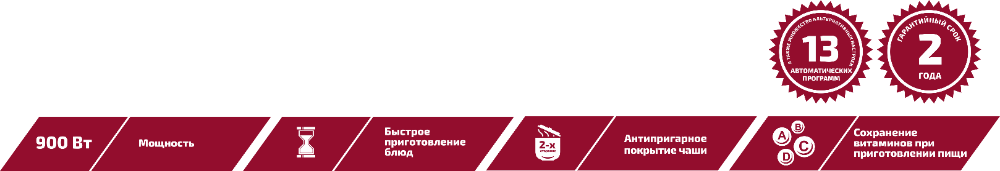 А ТАКЖЕ МНОЖЕСТВО АЛЬТЕРНАТИВНЫХ НАСТРОЕК
13
АВТОМАТИЧЕСКИХ
ПРОГРАММ
ГАРАНТИЙНЫЙ СРОК
2
ГОДА
900 Вт
Мощность
Быстрое
приготовление
блюд
2-х
стороннее
Антипригарное
покрытие чаши
A
B
C
D
Сохранение
витаминов при
приготовлении пищи